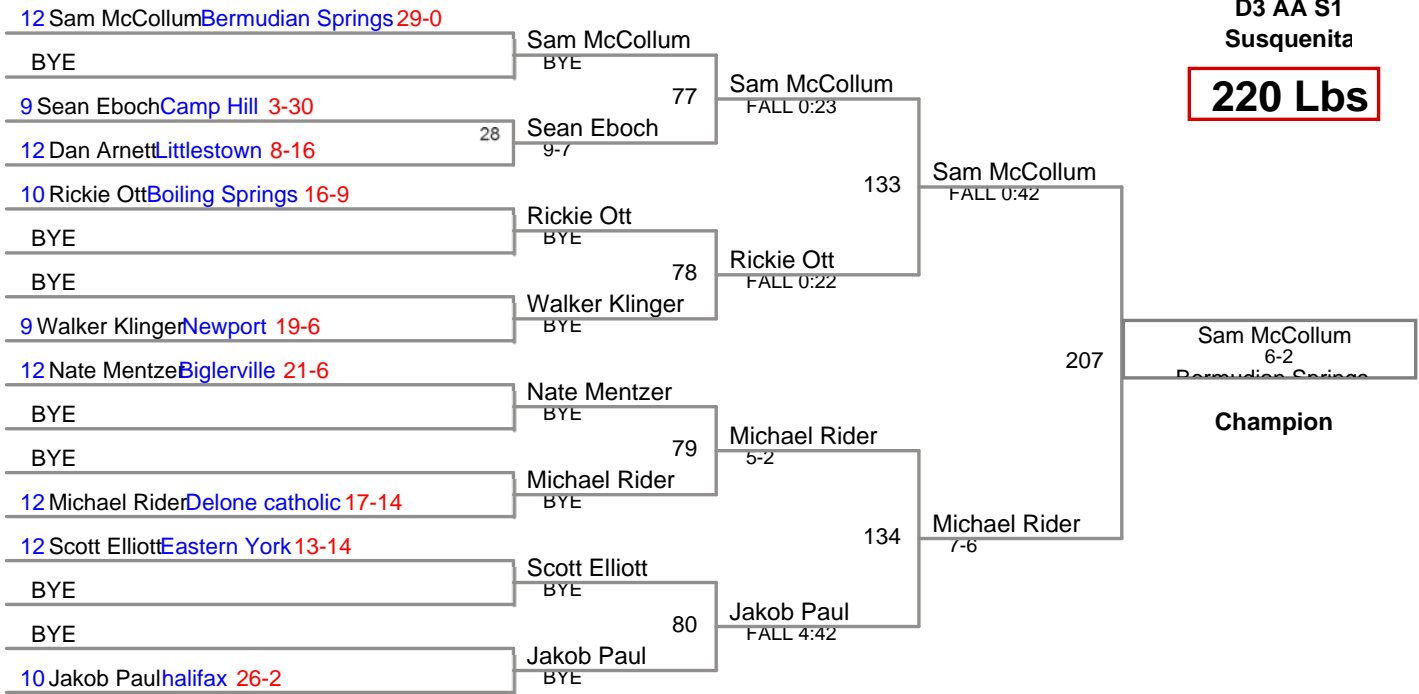 D3 AA S1
Susquenita
220 Lbs
12 Sam McCollum Bermudian Springs 29-0
BYE
9 Sean Eboch Camp Hill 3-30
12 Dan Arnett Littlestown 8-16
10 Rickie Ott Boiling Springs 16-9
BYE
BYE
9 Walker Klinger Newport 19-6
12 Nate Mentzer Biglerville 21-6
BYE
BYE
12 Michael Rider Delone catholic 17-14
12 Scott Elliott Eastern York 13-14
BYE
BYE
10 Jakob Paul halifax 26-2
28
Sam McCollum
BYE
Sean Eboch
9-7
Rickie Ott
BYE
Walker Klinger
BYE
Nate Mentzer
BYE
Michael Rider
BYE
Scott Elliott
BYE
Jakob Paul
BYE
77
78
79
80
Sam McCollum
FALL 0:23
Rickie Ott
FALL 0:22
Michael Rider
5-2
Jakob Paul
FALL 4:42
133
134
Sam McCollum
FALL 0:42
Michael Rider
7-6
207
Sam McCollum
6-2
Bermudian Springs
Champion